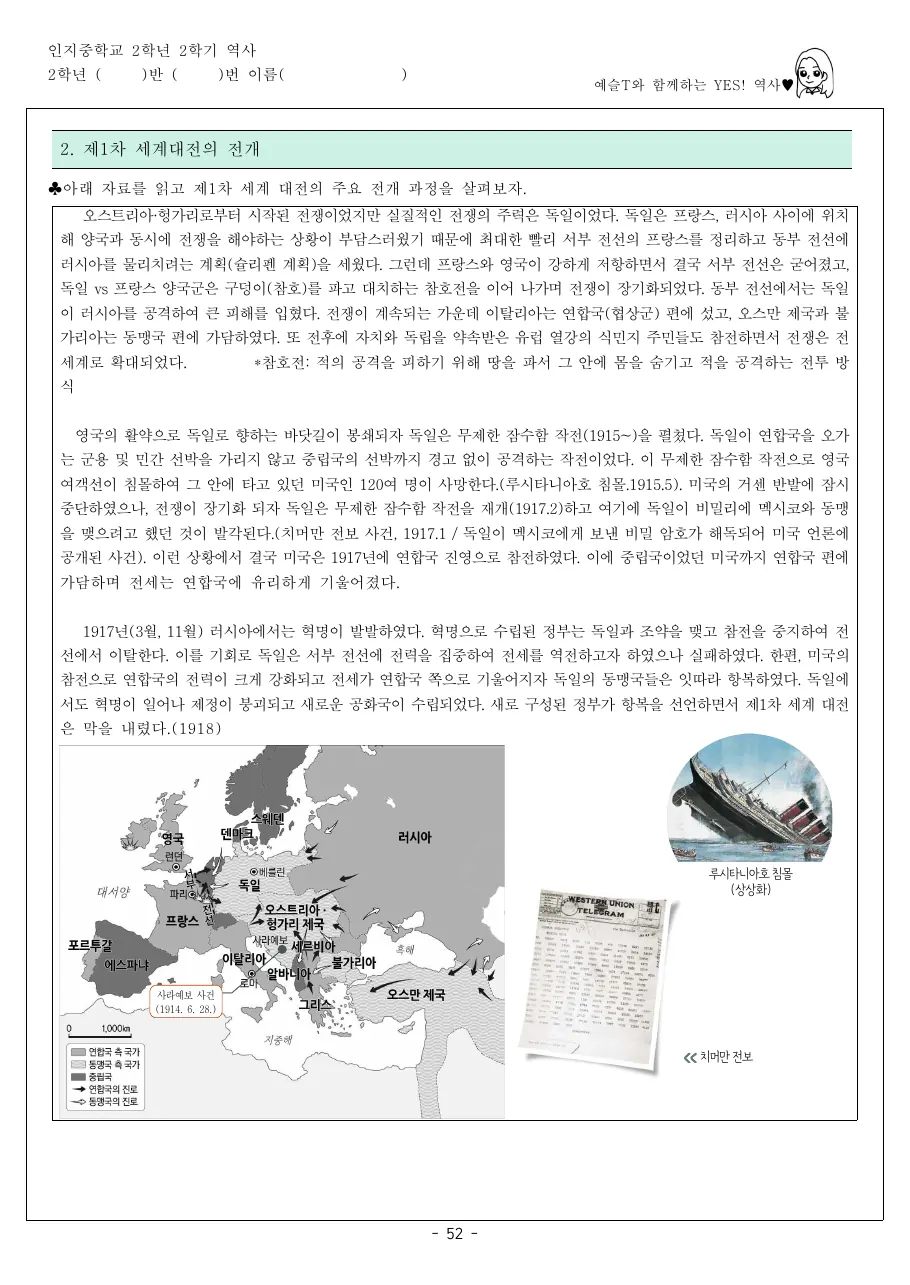 인지중학교 2학년 2학기 역사
2학년 ( )반 ( )번 이름( )
예슬T와 함께하는 YES! 역사♥
2. 제1차 세계대전의 전개
♣아래 자료를 읽고 제1차 세계 대전의 주요 전개 과정을 살펴보자.
오스트리아·헝가리로부터 시작된 전쟁이었지만 실질적인 전쟁의 주력은 독일이었다. 독일은 프랑스, 러시아 사이에 위치
해 양국과 동시에 전쟁을 해야하는 상황이 부담스러웠기 때문에 최대한 빨리 서부 전선의 프랑스를 정리하고 동부 전선에
러시아를 물리치려는 계획(슐리펜 계획)을 세웠다. 그런데 프랑스와 영국이 강하게 저항하면서 결국 서부 전선은 굳어졌고,
독일 vs 프랑스 양국군은 구덩이(참호)를 파고 대치하는 참호전을 이어 나가며 전쟁이 장기화되었다. 동부 전선에서는 독일
이 러시아를 공격하여 큰 피해를 입혔다. 전쟁이 계속되는 가운데 이탈리아는 연합국(협상군) 편에 섰고, 오스만 제국과 불
가리아는 동맹국 편에 가담하였다. 또 전후에 자치와 독립을 약속받은 유럽 열강의 식민지 주민들도 참전하면서 전쟁은 전
세계로 확대되었다. *참호전: 적의 공격을 피하기 위해 땅을 파서 그 안에 몸을 숨기고 적을 공격하는 전투 방
식
영국의 활약으로 독일로 향하는 바닷길이 봉쇄되자 독일은 무제한 잠수함 작전(1915~)을 펼쳤다. 독일이 연합국을 오가
는 군용 및 민간 선박을 가리지 않고 중립국의 선박까지 경고 없이 공격하는 작전이었다. 이 무제한 잠수함 작전으로 영국
여객선이 침몰하여 그 안에 타고 있던 미국인 120여 명이 사망한다.(루시타니아호 침몰.1915.5). 미국의 거센 반발에 잠시
중단하였으나, 전쟁이 장기화 되자 독일은 무제한 잠수함 작전을 재개(1917.2)하고 여기에 독일이 비밀리에 멕시코와 동맹
을 맺으려고 했던 것이 발각된다.(치머만 전보 사건, 1917.1 / 독일이 멕시코에게 보낸 비밀 암호가 해독되어 미국 언론에
공개된 사건). 이런 상황에서 결국 미국은 1917년에 연합국 진영으로 참전하였다. 이에 중립국이었던 미국까지 연합국 편에
가담하며 전세는 연합국에 유리하게 기울어졌다.
1917년(3월, 11월) 러시아에서는 혁명이 발발하였다. 혁명으로 수립된 정부는 독일과 조약을 맺고 참전을 중지하여 전
선에서 이탈한다. 이를 기회로 독일은 서부 전선에 전력을 집중하여 전세를 역전하고자 하였으나 실패하였다. 한편, 미국의
참전으로 연합국의 전력이 크게 강화되고 전세가 연합국 쪽으로 기울어지자 독일의 동맹국들은 잇따라 항복하였다. 독일에
서도 혁명이 일어나 제정이 붕괴되고 새로운 공화국이 수립되었다. 새로 구성된 정부가 항복을 선언하면서 제1차 세계 대전
은 막을 내렸다.(1918)
스웨덴
덴마크
영국
런던
러시아
베를린
독일
서부 전선
대서양
파리
프랑스
오스트리아·
헝가리 제국
사라예보
세르비아
흑해
포르투갈
에스파냐
이탈리아
로마
알바니아
불가리아
오스만 제국
그리스
사라예보 사건
(1914. 6. 28.)
지중해
0 1,000km
연합국 측 국가
동맹국 측 국가
중립국
연합국의 진로
동맹국의 진로
루시타니아호 침몰
(상상화)
WESTERN UNION
TELEGRAM
≪ 치머만 전보
- 52 -